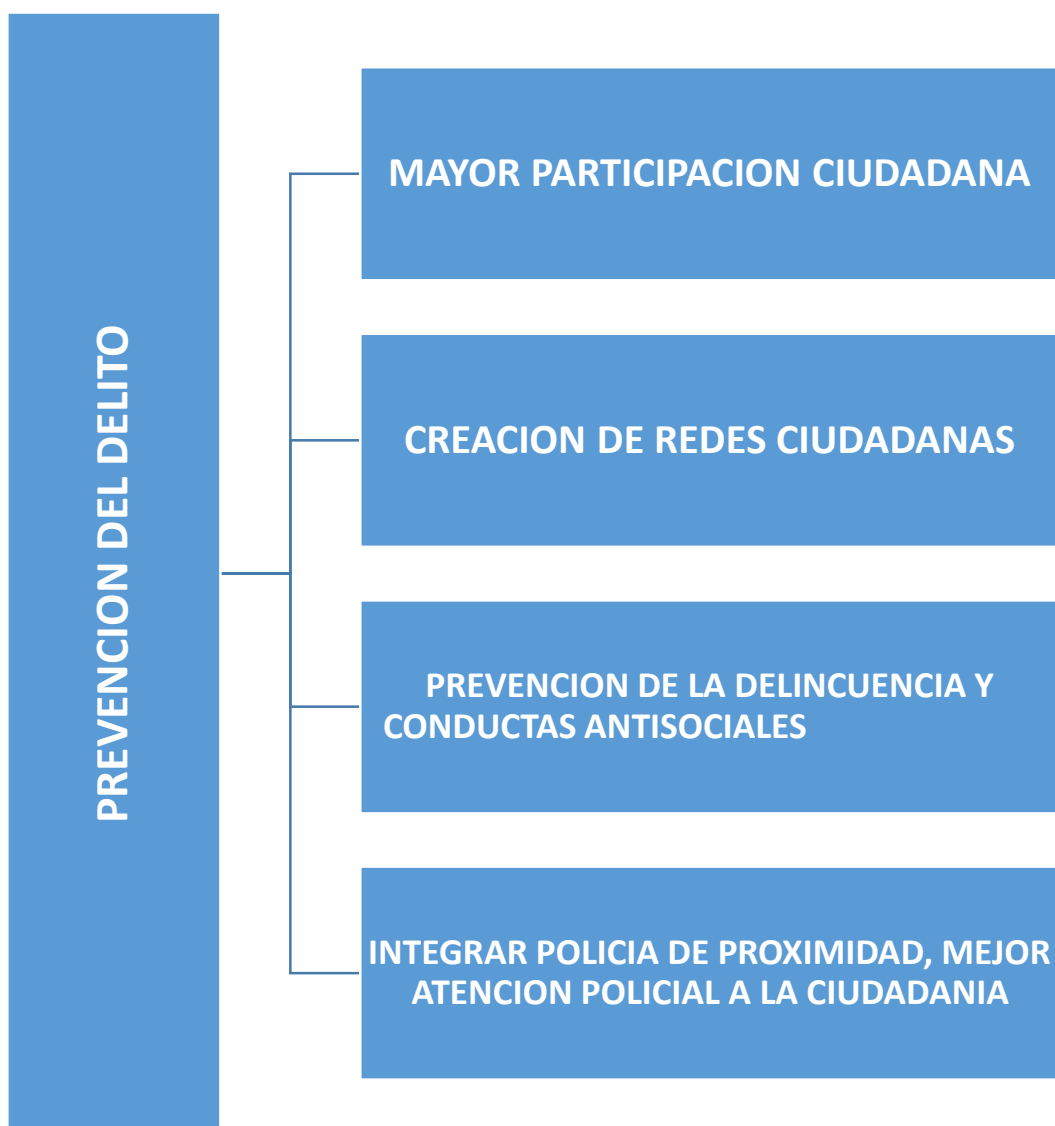 PREVENCION DEL DELITO
MAYOR PARTICIPACION CIUDADANA
CREACION DE REDES CIUDADANAS
PREVENCION DE LA DELINCUENCIA Y
CONDUCTAS ANTISOCIALES
INTEGRAR POLICIA DE PROXIMIDAD, MEJOR
ATENCION POLICIAL A LA CIUDADANIA